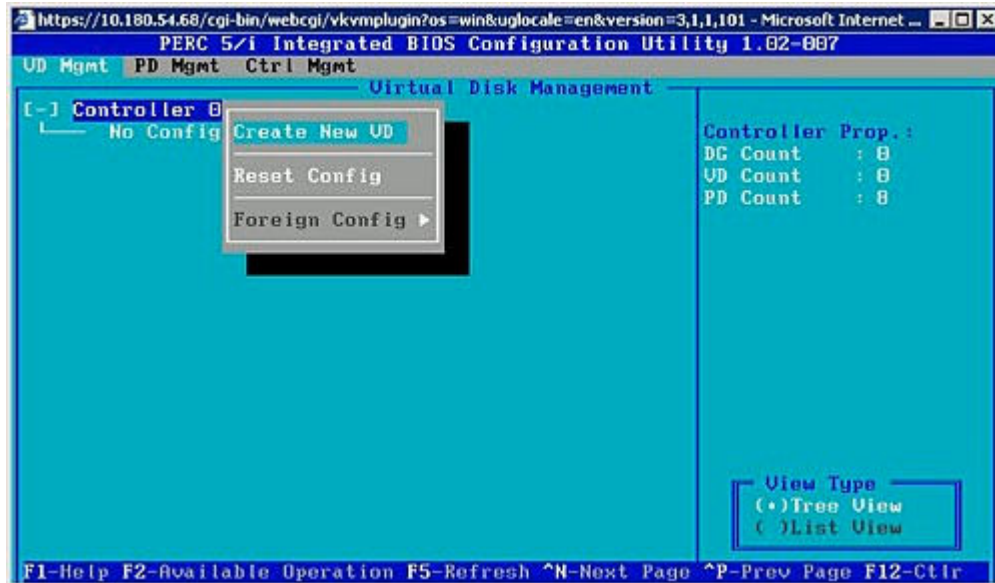 https://10.180.54.68/cgi-bin/webcgi/vkvmplugin?os=win&uglocale=en&version=3,1,1,101 - Microsoft Internet ...
PERC 5/i Integrated BIOS Configuration Utility 1.02-007
VD Mgmt PD Mgmt Ctrl Mgmt
Virtual Disk Management
[-] Controller 0
No Config
Create New VD
Reset Config
Foreign Config
Controller Prop.:
DG Count : 0
VD Count : 0
PD Count : 8
View Type
(•)Tree View
( )List View
F1-Help F2-Available Operation F5-Refresh ^N-Next Page ^P-Prev Page F12-Ctlr